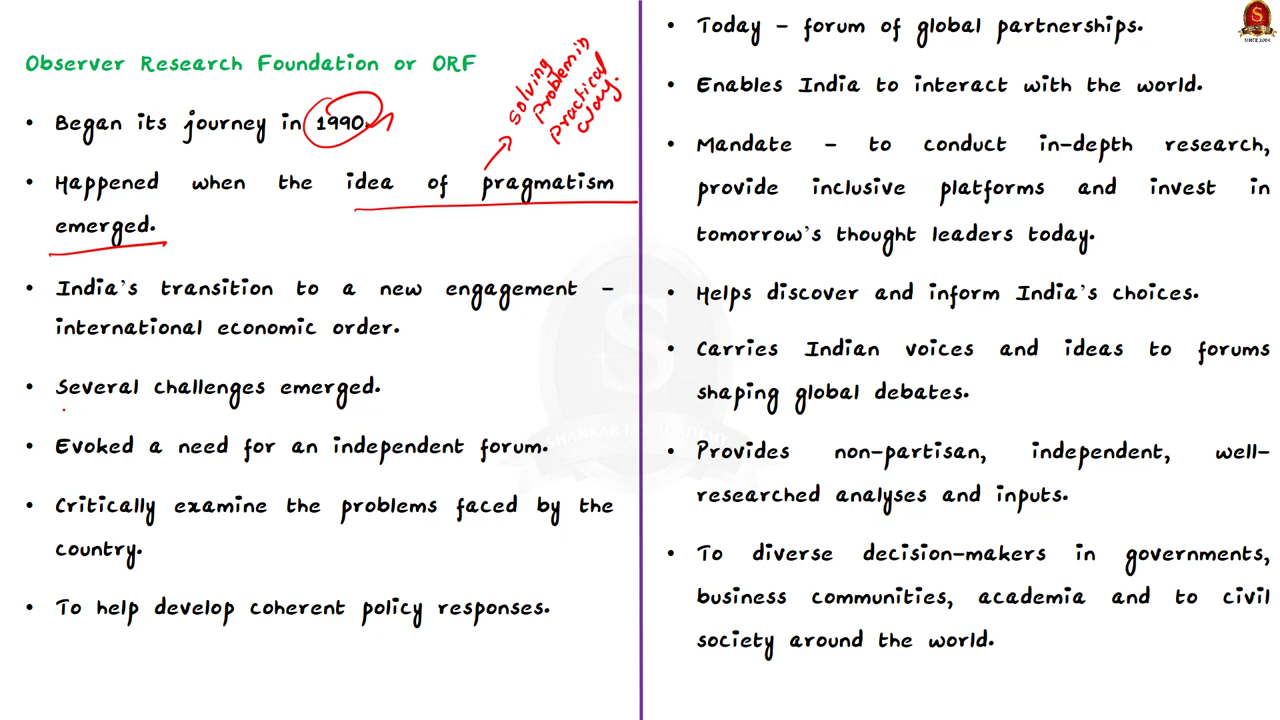 Observer Research Foundation or ORF
• Began its journey in 1990.
• Happened when the idea of pragmatism
emerged.
solving
problem in
practical
way.
• India's transition to a new engagement –
international economic order.
• Several challenges emerged.
• Evoked a need for an independent forum.
• Critically examine the problems faced by the
country.
• To help develop coherent policy responses.
• Today – forum of global partnerships.
• Enables India to interact with the world.
• Mandate – to conduct in-depth research,
provide inclusive platforms and invest in
tomorrow's thought leaders today.
• Helps discover and inform India's choices.
• Carries Indian voices and ideas to forums
shaping global debates.
• Provides non-partisan, independent, well-
researched analyses and inputs.
• To diverse decision-makers in governments,
business communities, academia and to civil
society around the world.
S
SINCE 2004
S
SHANKAR IAS ACADEMY